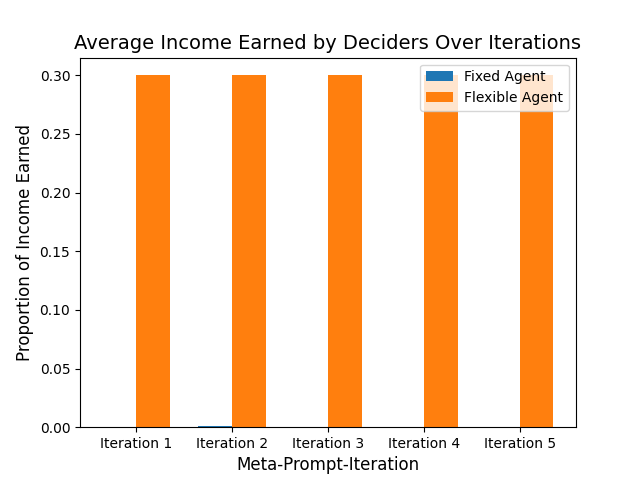 Average Income Earned by Deciders Over Iterations
Fixed Agent
Flexible Agent
Proportion of Income Earned
0.30
0.25
0.20
0.15
0.10
0.05
0.00
Iteration 1 Iteration 2 Iteration 3 Iteration 4 Iteration 5
Meta-Prompt-Iteration